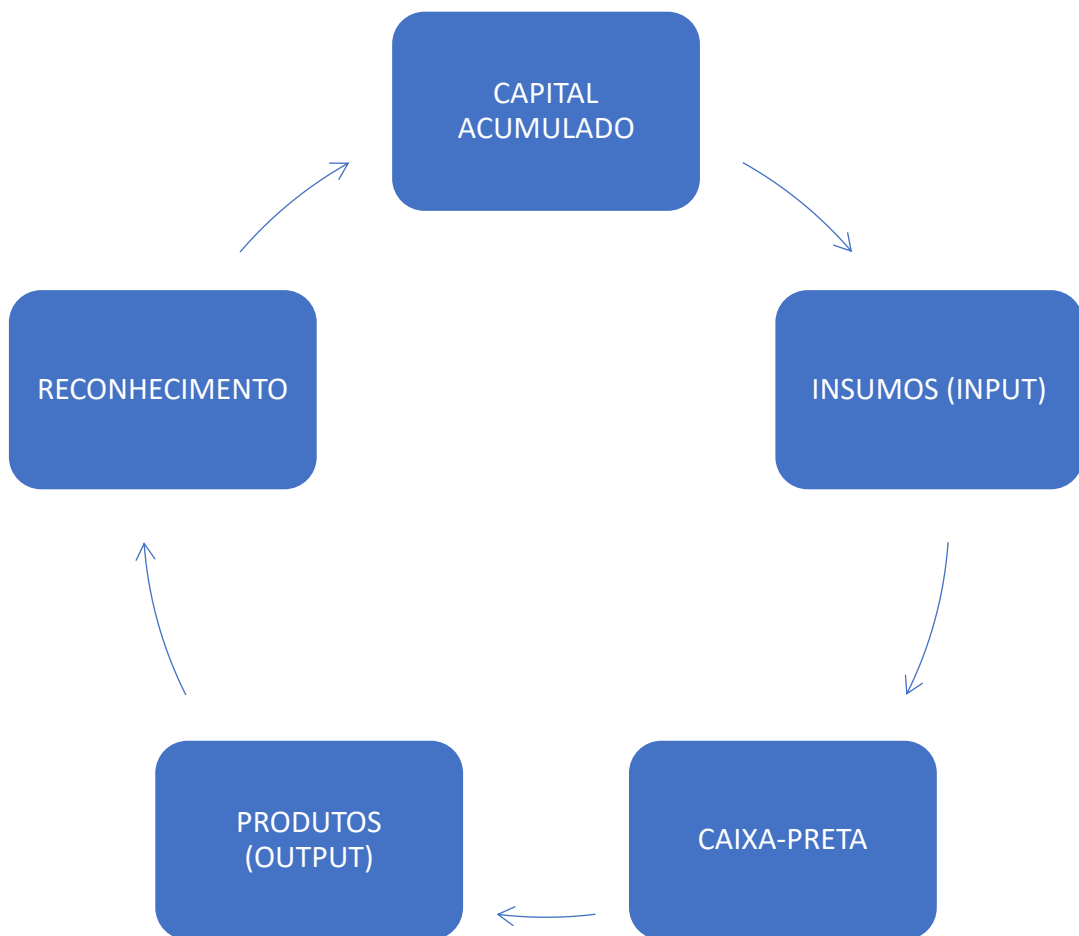 CAPITAL
ACUMULADO
INSUMOS (INPUT)
CAIXA-PRETA
PRODUTOS
(OUTPUT)
RECONHECIMENTO